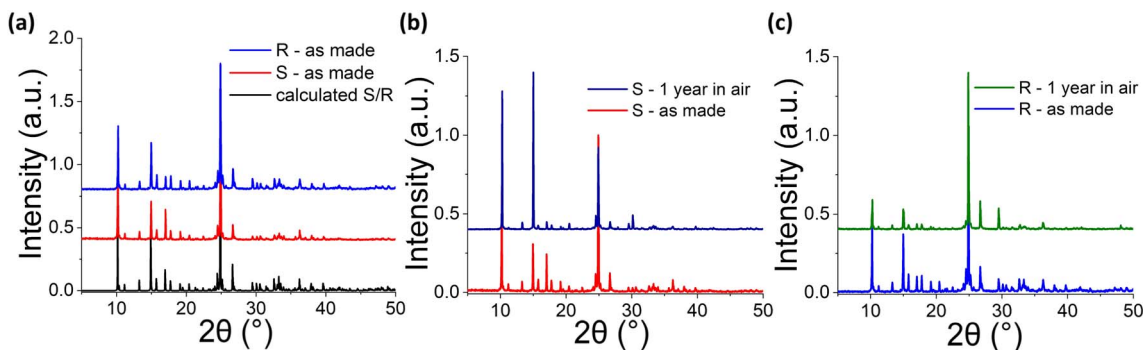 (a)
Intensity (a.u.)
2.0
1.5
1.0
0.5
0.0
R - as made
S - as made
calculated S/R
10 20 30 40 50
2θ (°)
(b)
Intensity (a.u.)
1.5
1.0
0.5
0.0
S - 1 year in air
S - as made
10 20 30 40 50
2θ (°)
(c)
Intensity (a.u.)
1.5
1.0
0.5
0.0
R - 1 year in air
R - as made
10 20 30 40 50
2θ (°)